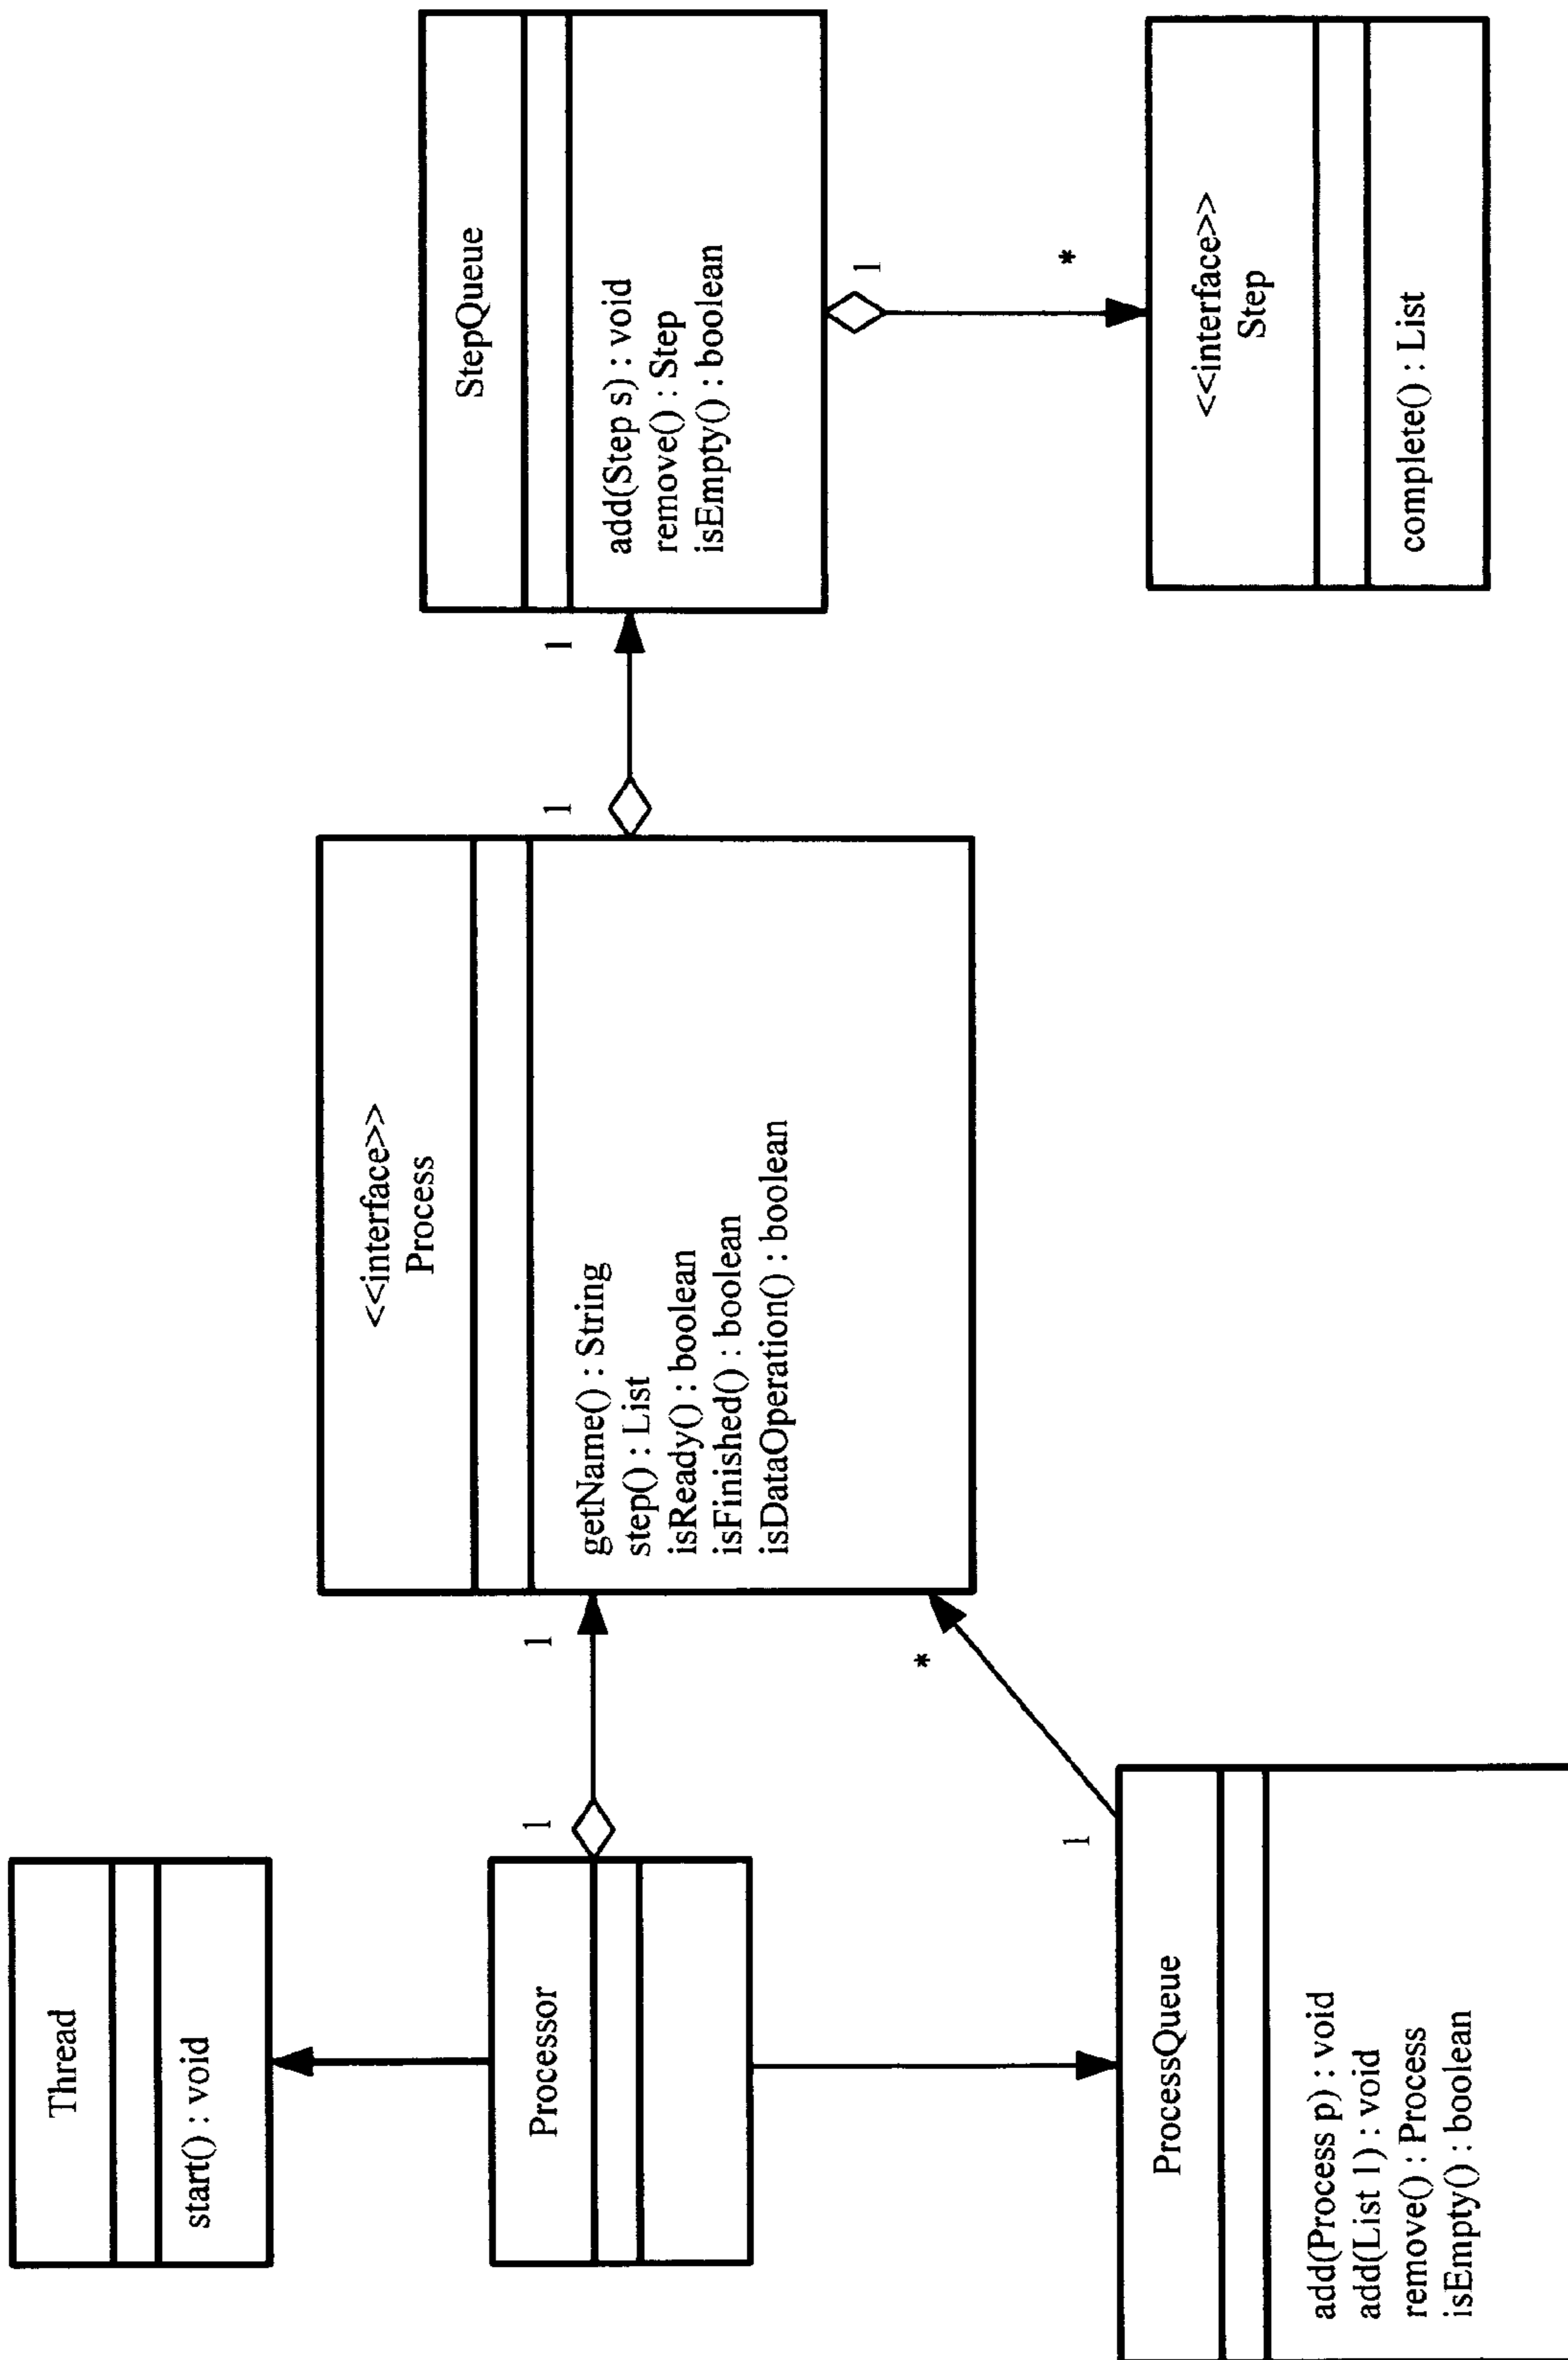 Thread
start() : void
Processor
1
1
ProcessQueue
add(Process p) : void
add(List l) : void
remove() : Process
isEmpty() : boolean
1
*
<<interface>>
Process
getName() : String
step() : List
isReady() : boolean
isFinished() : boolean
isDataOperation() : boolean
1
1
StepQueue
add(Step s) : void
remove() : Step
isEmpty() : boolean
1
*
<<interface>>
Step
complete() : List